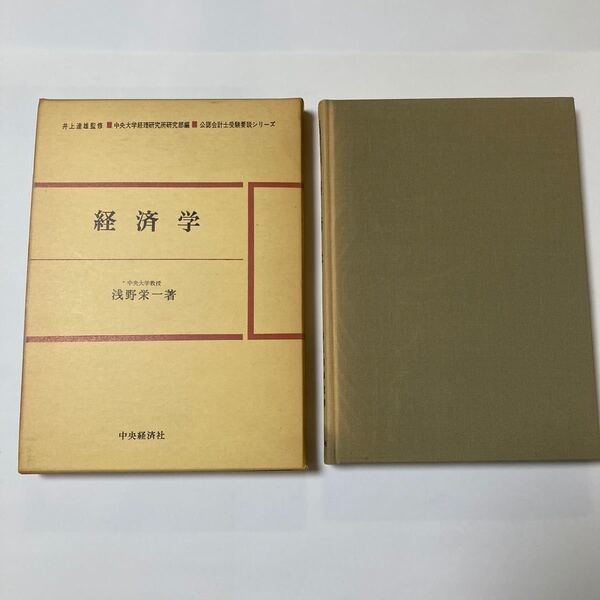 井上達雄監修 ■ 中央大学経理研究所研究部編 ■ 公認会計士受験要説シリーズ
経済学
中央大学教授
浅野栄一著
中央経済社